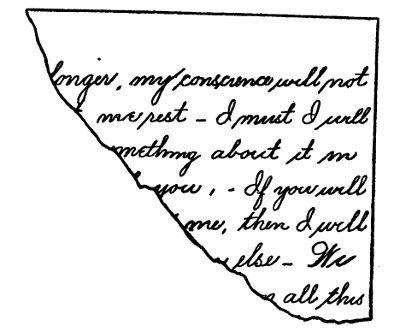 longer, my conscience will not
me rest - I must I will
mething about it in
you, - If you will
me, then I will
else - We
all this